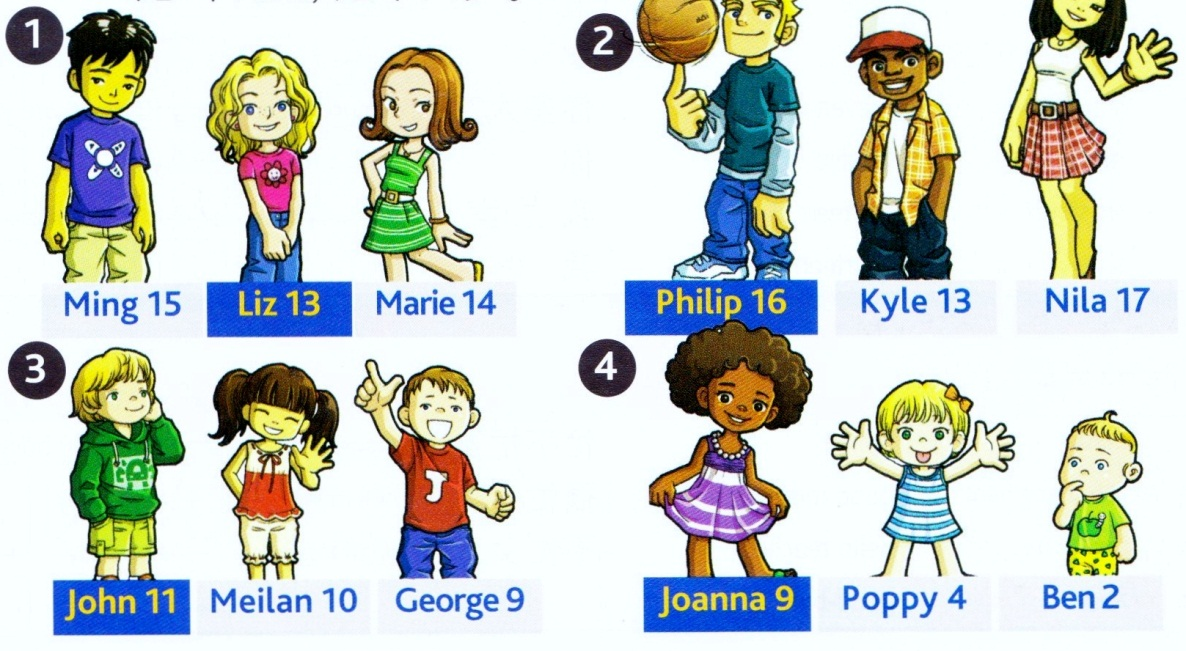 1
Ming 15
Liz 13
Marie 14
2
Philip 16
Kyle 13
Nila 17
3
John 11
Meilan 10
J
George 9
4
Joanna 9
Poppy 4
Ben 2